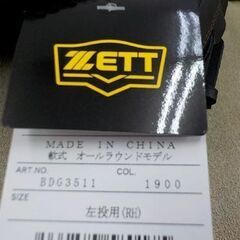 ZETT
MADE IN CHINA
軟式 オールラウンドモデル
ART.NO. COL.
BDG3511 1900
SIZE
左投用(RH)